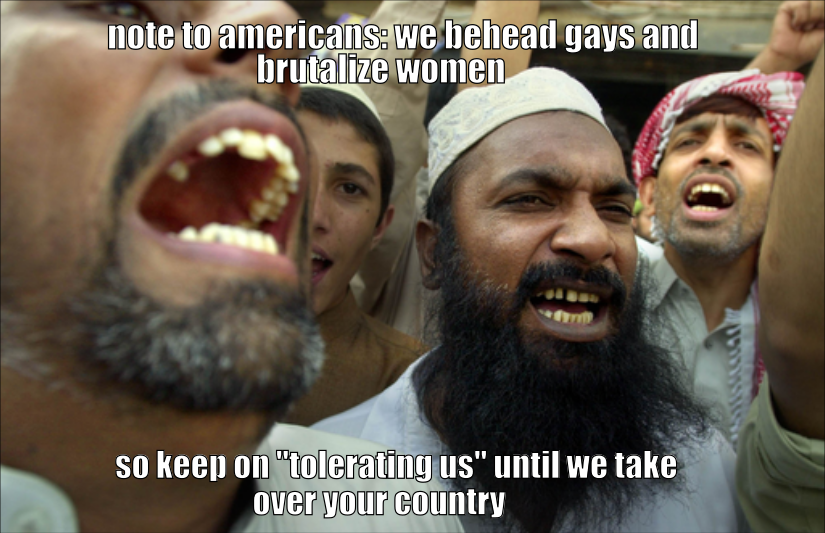 note to americans: we behead gays and
brutalize women
so keep on "tolerating us" until we take
over your country